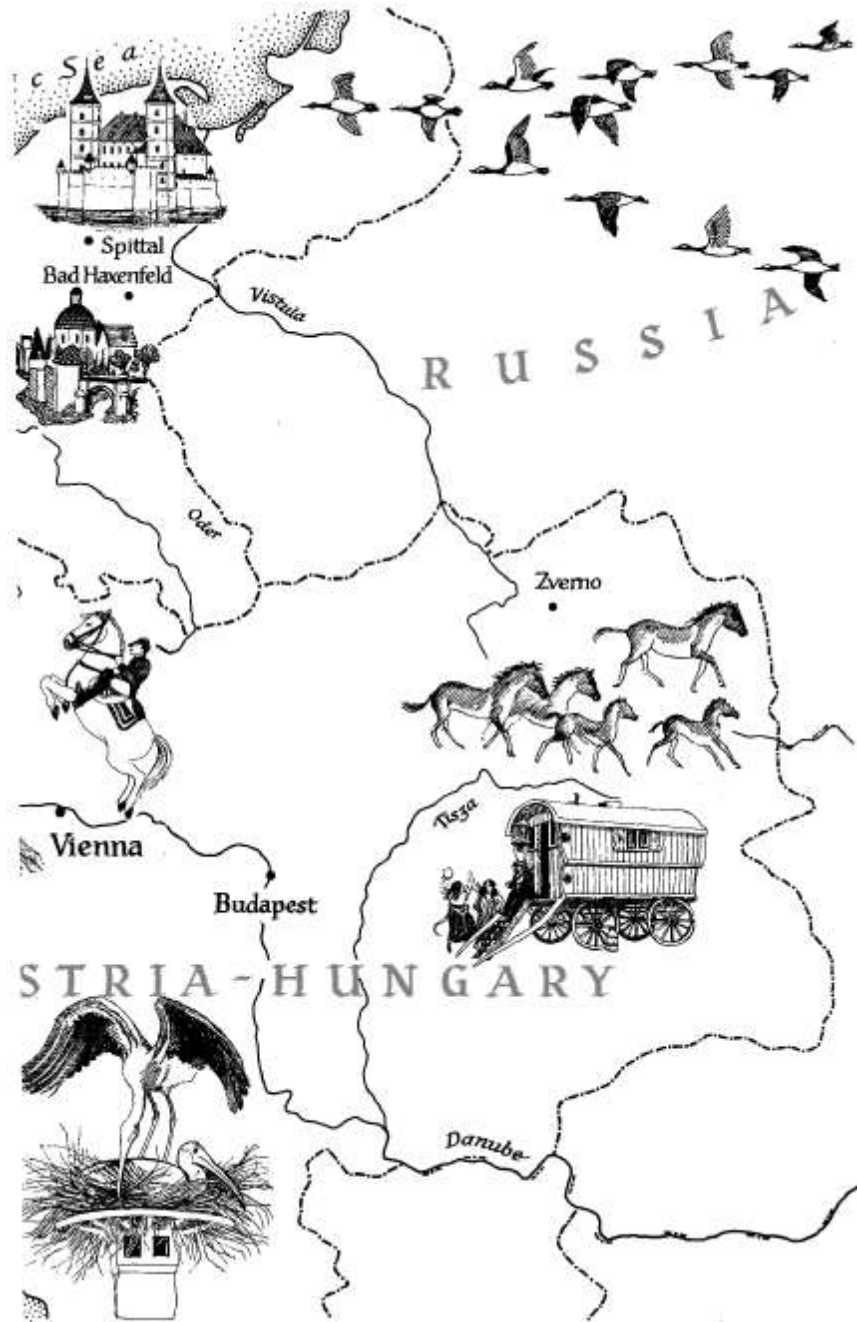 c Sea
Spittal
Bad Haxenfeld
Vistula
RUSSIA
Oder
Zverno
Tisza
Vienna
Budapest
STRIA-HUNGARY
Danube